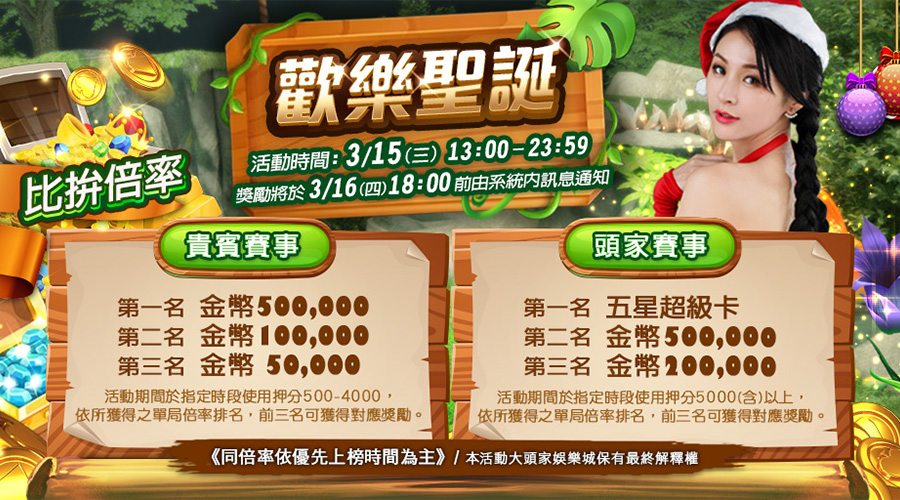 歡樂聖誕
活動時間：3/15(三) 13:00-23:59
獎勵將於 3/16(四)18:00 前由系統內訊息通知
比拚倍率
貴賓賽事
第一名 金幣500,000
第二名 金幣100,000
第三名 金幣 50,000
活動期間於指定時段使用押分500-4000，
依所獲得之單局倍率排名，前三名可獲得對應獎勵。
頭家賽事
第一名 五星超級卡
第二名 金幣500,000
第三名 金幣200,000
活動期間於指定時段使用押分5000(含)以上，
依所獲得之單局倍率排名，前三名可獲得對應獎勵。
《同倍率依優先上榜時間為主》/ 本活動大頭家娛樂城保有最終解釋權